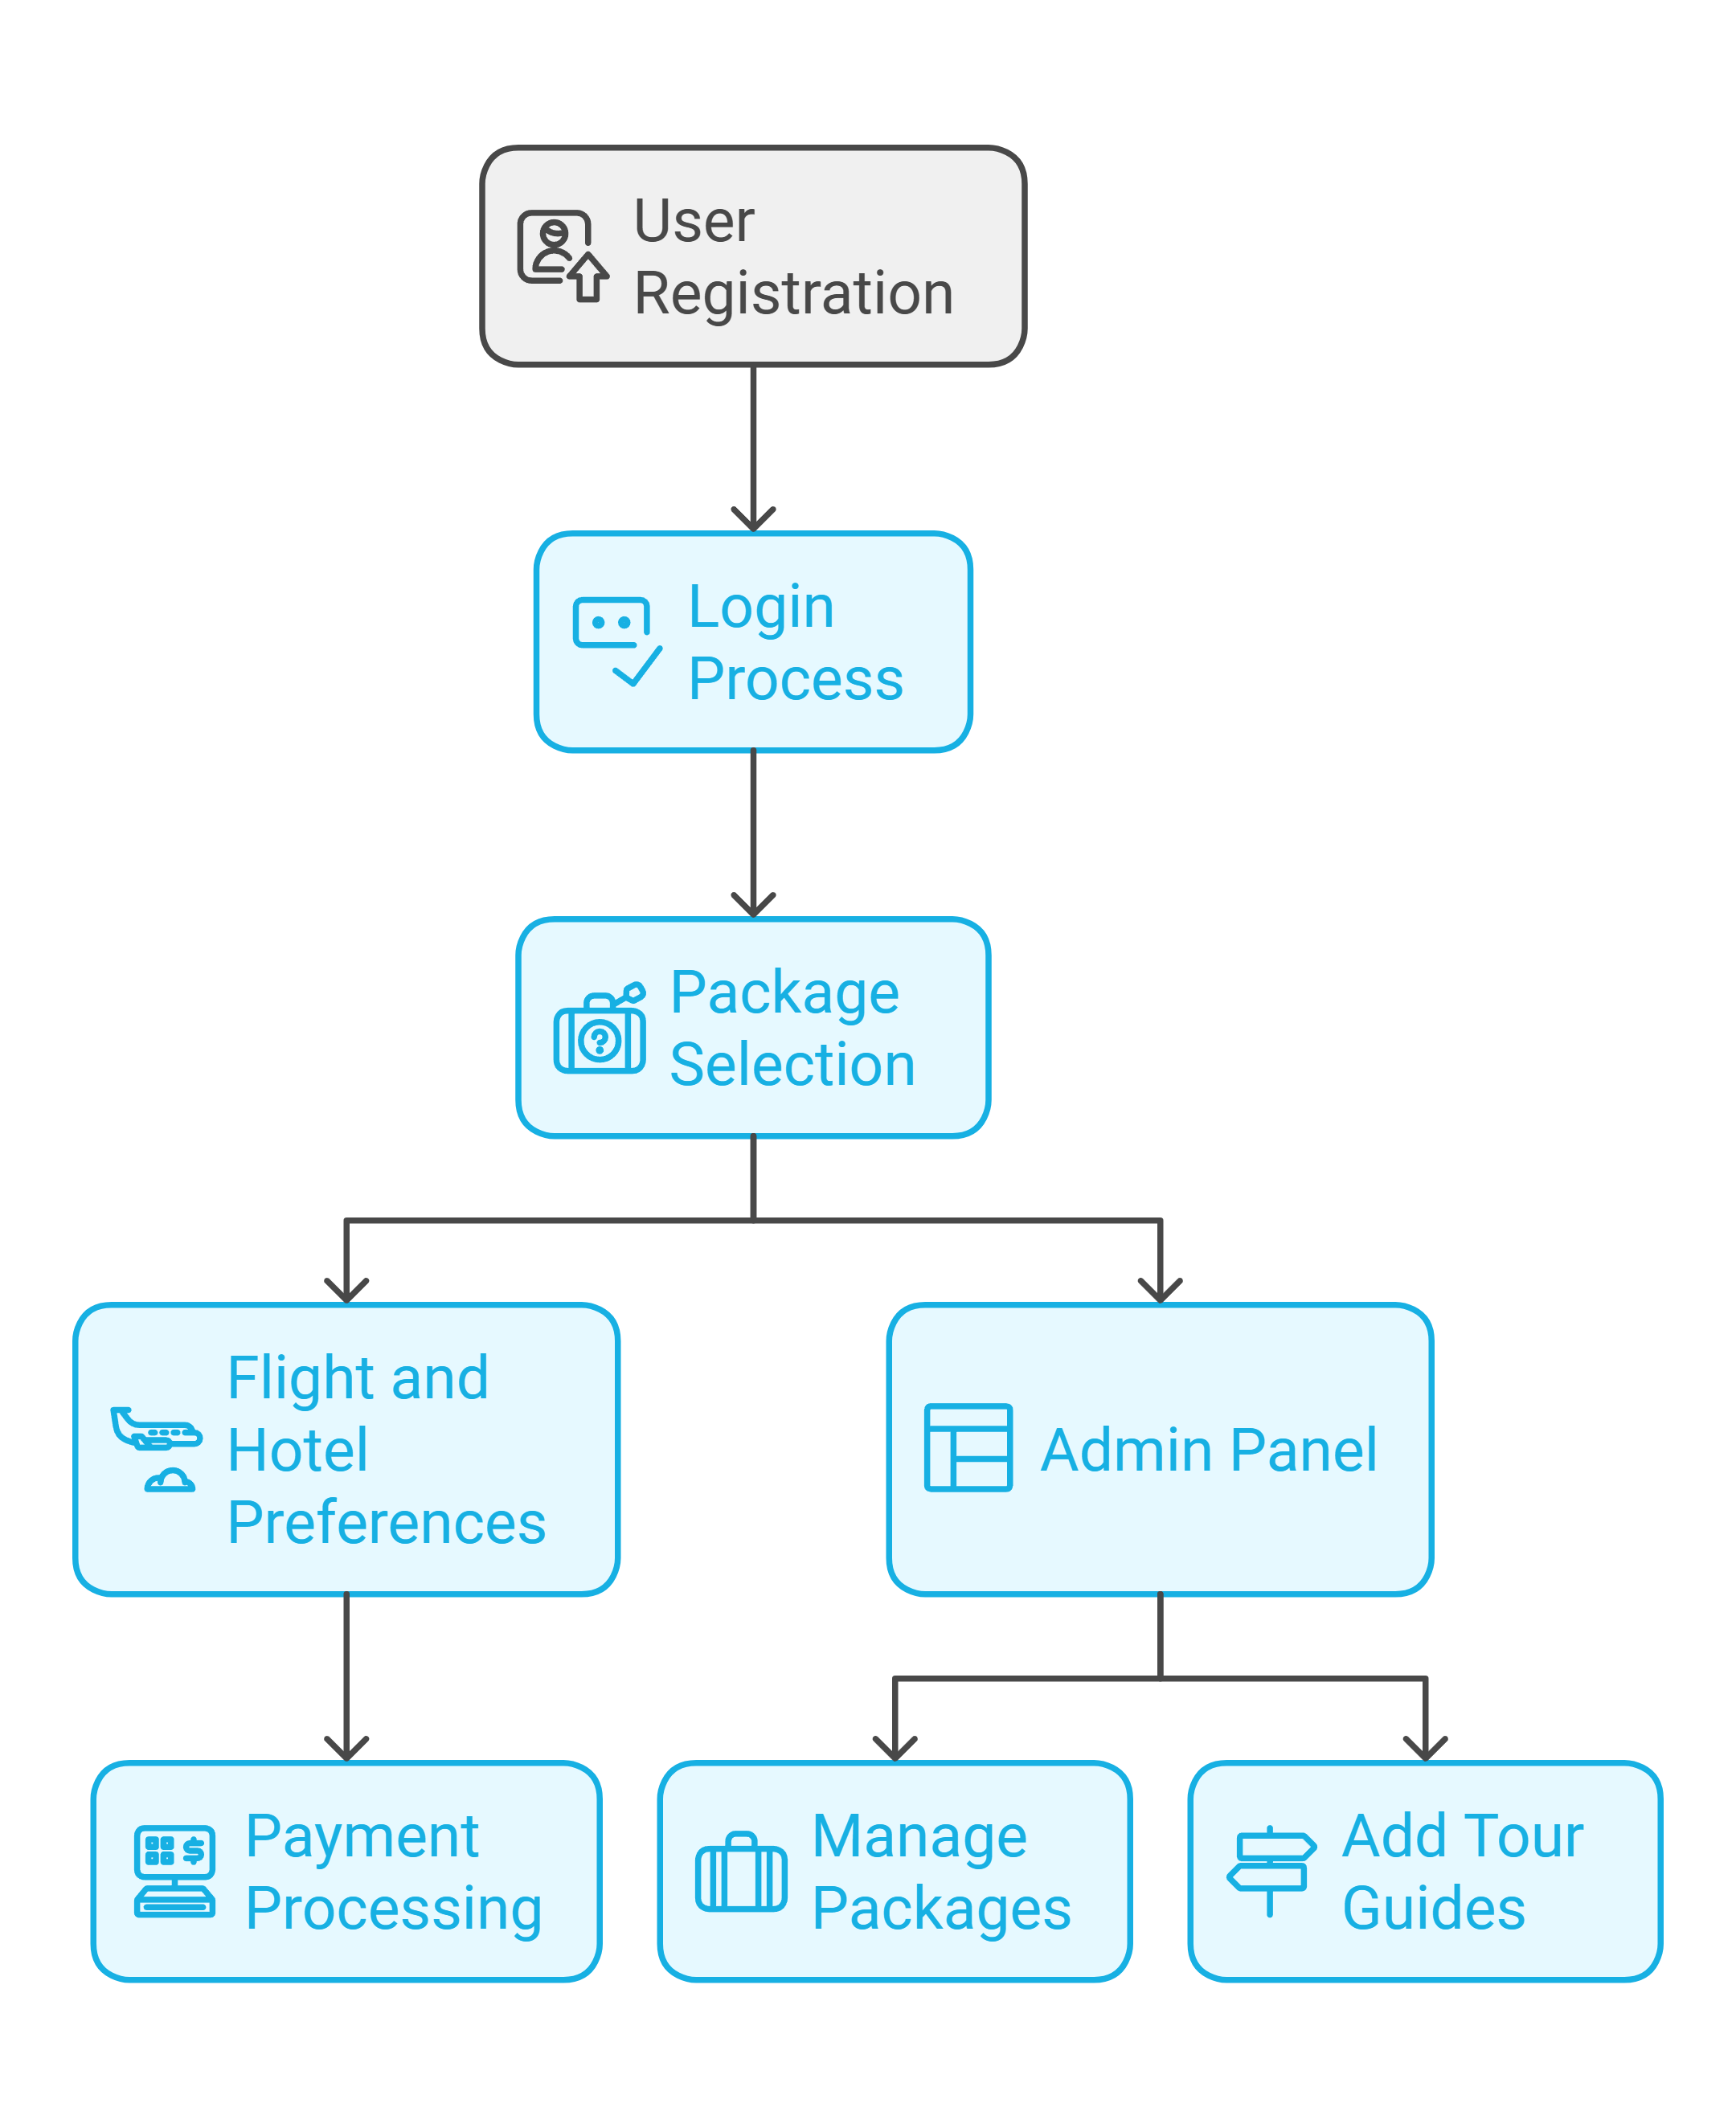 User
Registration
Login
Process
Package
Selection
Flight and
Hotel
Preferences
Admin Panel
Payment
Processing
Manage
Packages
Add Tour
Guides